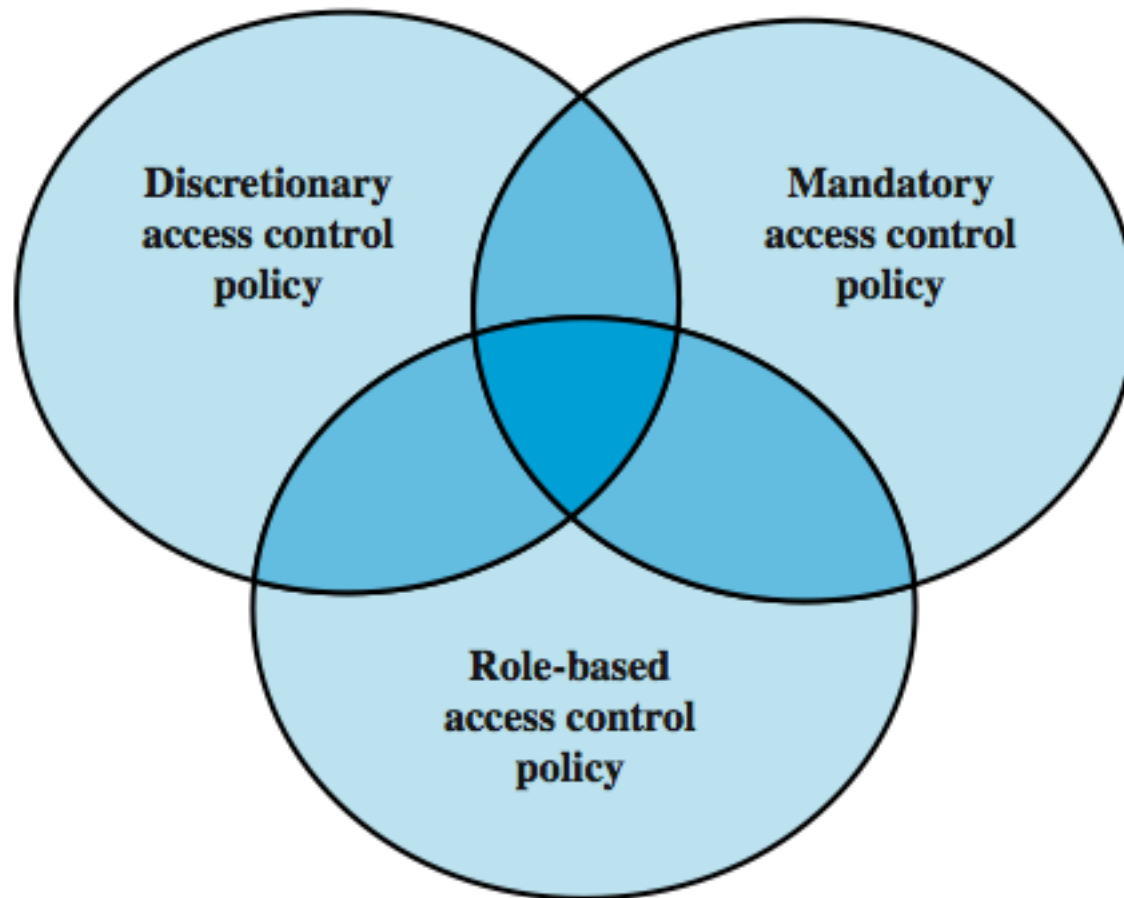 Discretionary
access control
policy
Mandatory
access control
policy
Role-based
access control
policy